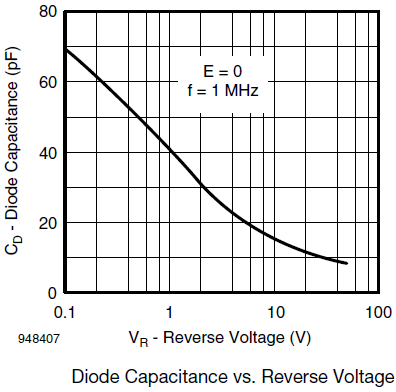 80
60
40
20
0
C_D - Diode Capacitance (pF)
E = 0
f = 1 MHz
0.1
1
10
100
948407
V_R - Reverse Voltage (V)
Diode Capacitance vs. Reverse Voltage